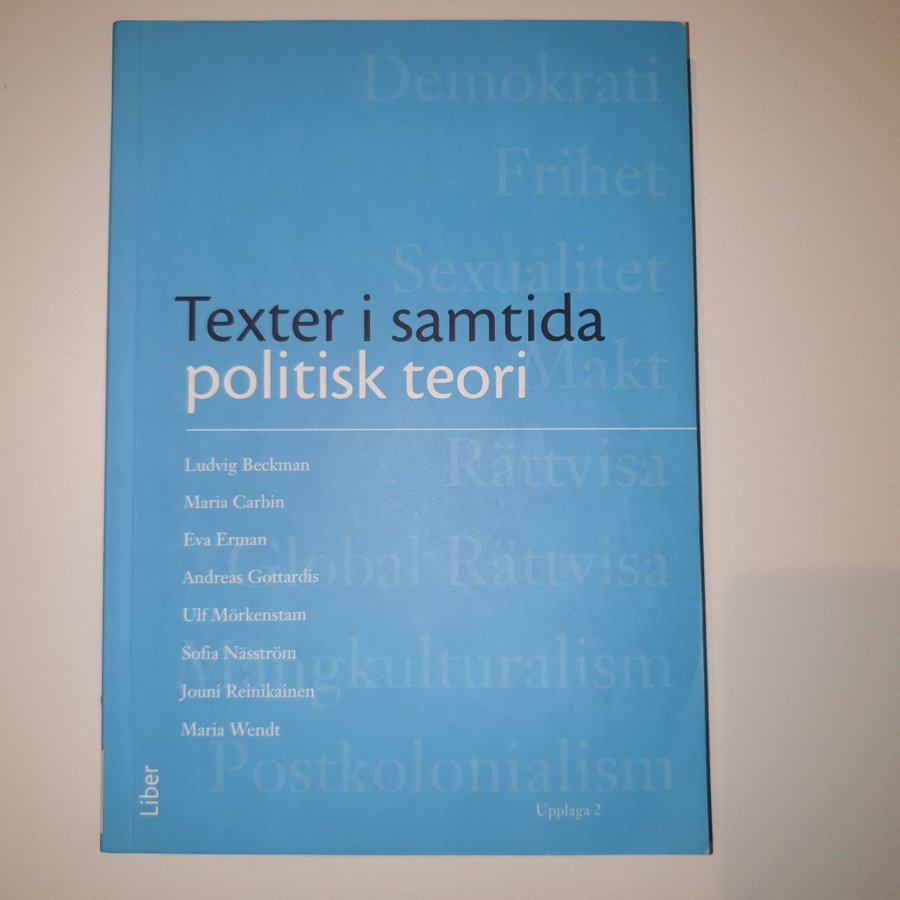 Demokrati
Frihet
Sexualitet
Texter i samtida
politisk teori
Makt
Rättvisa
Ludvig Beckman
Maria Carbin
Eva Erman
Global Rättvisa
Andreas Gottardis
Ulf Mörkenstam
Sofia Näsström
Mångkulturalism
Jouni Reinikainen
Maria Wendt
Postkolonialism
Liber
Upplaga 2